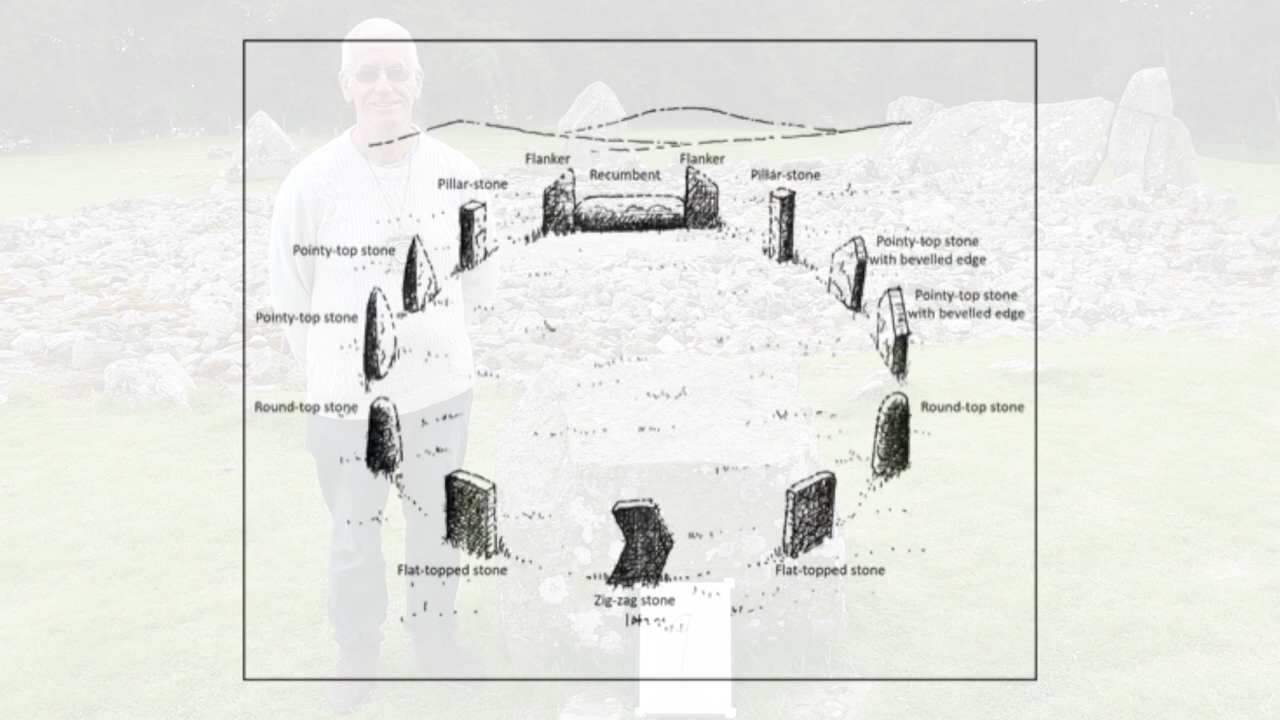 Flanker
Flanker
Recumbent
Pillar-stone
Pillar-stone
Pointy-top stone
Pointy-top stone
with bevelled edge
Pointy-top stone
Pointy-top stone
with bevelled edge
Round-top stone
Round-top stone
Flat-topped stone
Flat-topped stone
Zig-zag stone